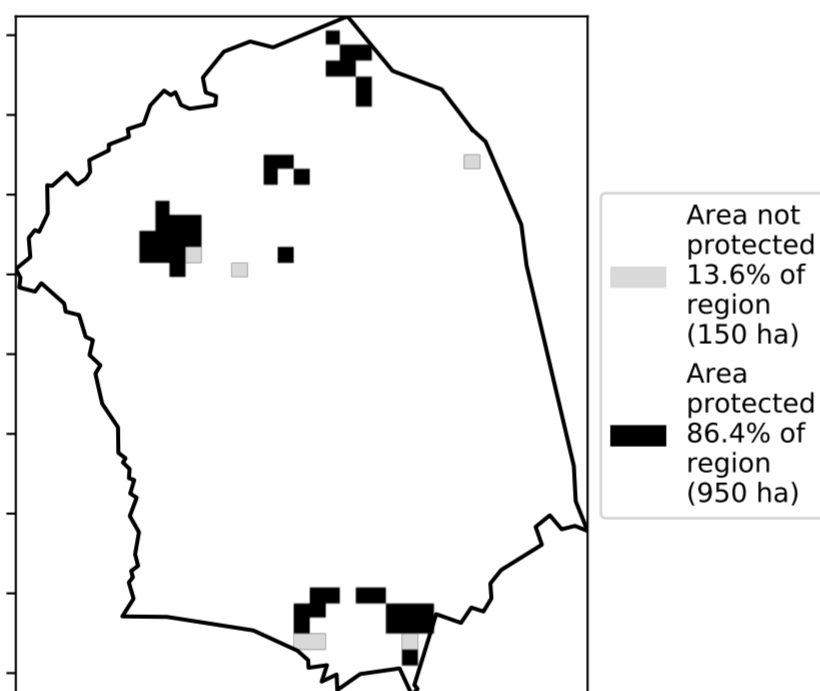 Area not
protected
13.6% of
region
(150 ha)
Area
protected
86.4% of
region
(950 ha)